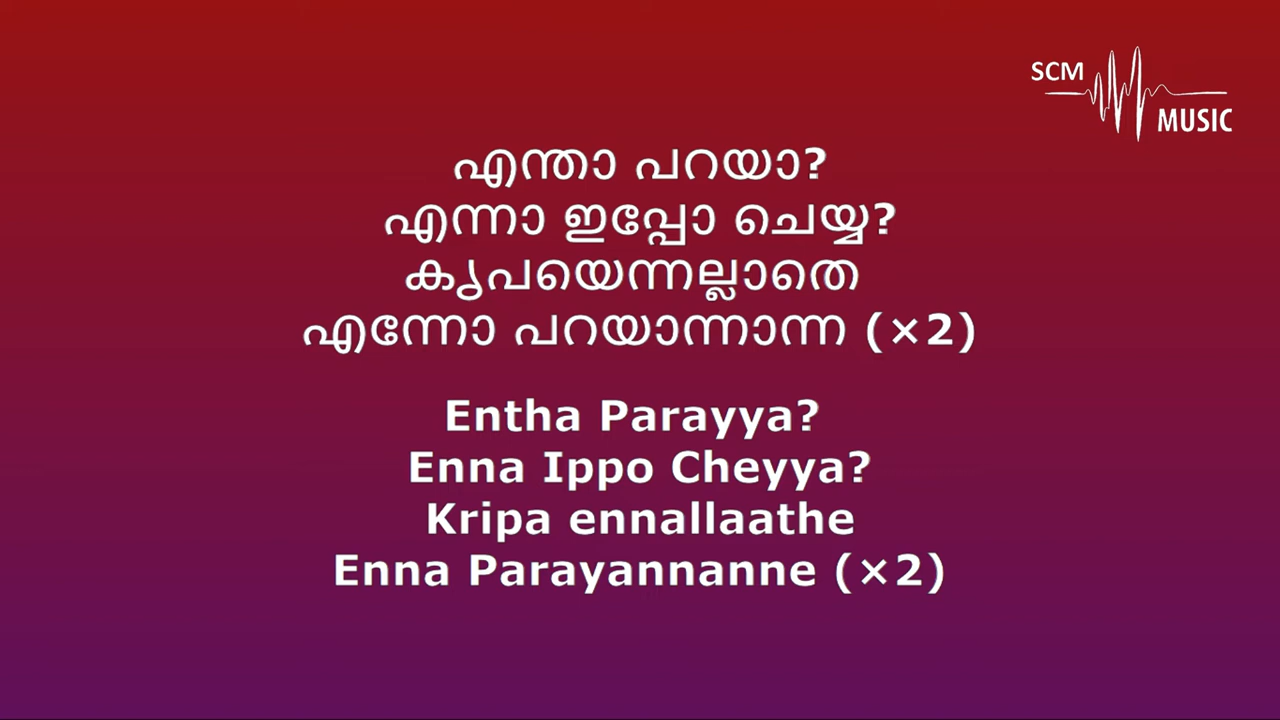 SCM
MUSIC
എന്താ പറയാ?
എന്നാ ഇപ്പോ ചെയ്യ?
കൃപയെന്നല്ലാതെ
എന്നോ പറയാന്നാന്ന (×2)
Entha Parayya?
Enna Ippo Cheyya?
Kripa ennallaathe
Enna Parayannanne (×2)